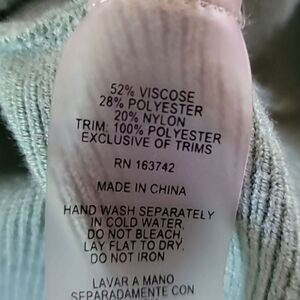 52% VISCOSE
28% POLYESTER
20% NYLON
TRIM: 100% POLYESTER
EXCLUSIVE OF TRIMS
RN 163742
MADE IN CHINA
HAND WASH SEPARATELY
IN COLD WATER,
DO NOT BLEACH,
LAY FLAT TO DRY,
DO NOT IRON
LAVAR A MANO
SEPARADAMENTE CON